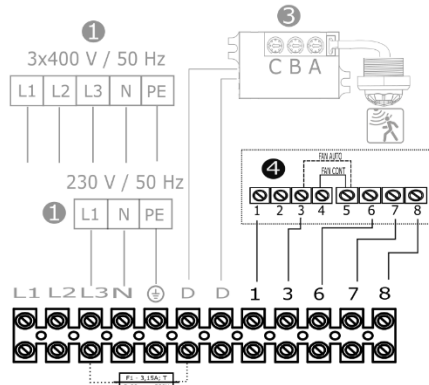 1
3x400 V / 50 Hz
L1 L2 L3 N PE
3
C B A
230 V / 50 Hz
1
L1 N PE
4
FAN AUTO
FAN CONT
1 2 3 4 5 6 7 8
L1 L2 L3 N D D 1 3 6 7 8
F1 - 3,15A; T